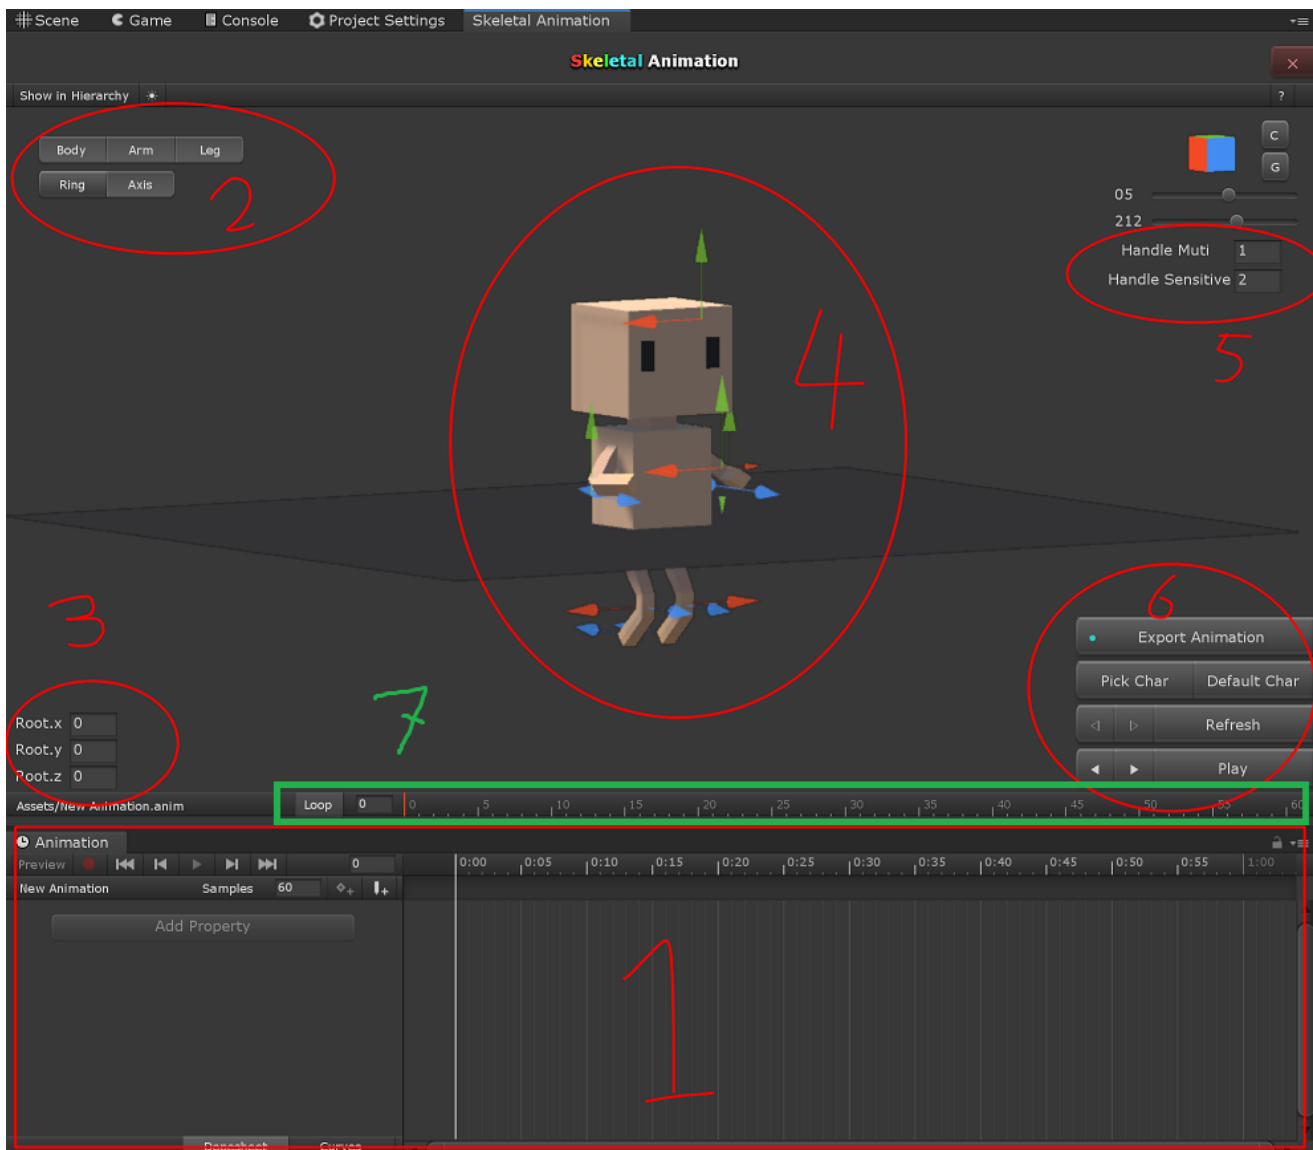 Scene Game Console Project Settings Skeletal Animation
Skeletal Animation
Show in Hierarchy ?
Body Arm Leg C
Ring Axis G
2
05
212
Handle Muti 1
Handle Sensitive 2
4
5
3
6
Export Animation
Pick Char Default Char
7
Root.x 0 Refresh
Root.y 0
Root.z 0 Play
Assets/New Animation.anim Loop 0 0 5 10 15 20 25 30 35 40 45 50 55 60
Animation
Preview 0 0:00 0:05 0:10 0:15 0:20 0:25 0:30 0:35 0:40 0:45 0:50 0:55 1:00
New Animation Samples 60
Add Property
1
Dopesheet Curves